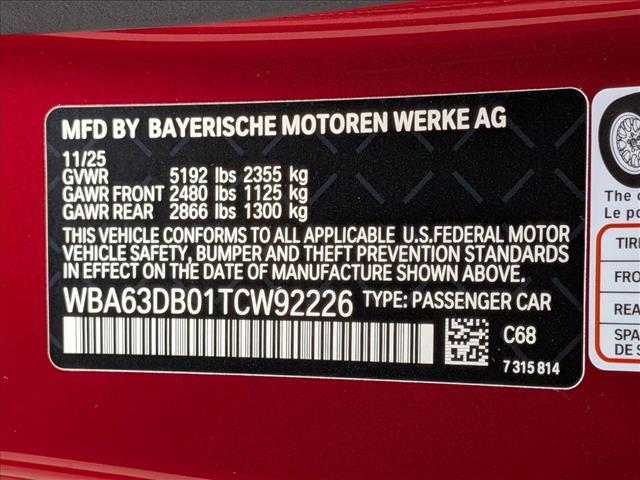 MFD BY BAYERISCHE MOTOREN WERKE AG
11/25
GVWR 5192 lbs 2355 kg
GAWR FRONT 2480 lbs 1125 kg
GAWR REAR 2866 lbs 1300 kg
THIS VEHICLE CONFORMS TO ALL APPLICABLE U.S.FEDERAL MOTOR
VEHICLE SAFETY, BUMPER AND THEFT PREVENTION STANDARDS
IN EFFECT ON THE DATE OF MANUFACTURE SHOWN ABOVE.
WBA63DB01TCW92226 TYPE: PASSENGER CAR
C68
7 315 814
The
Le